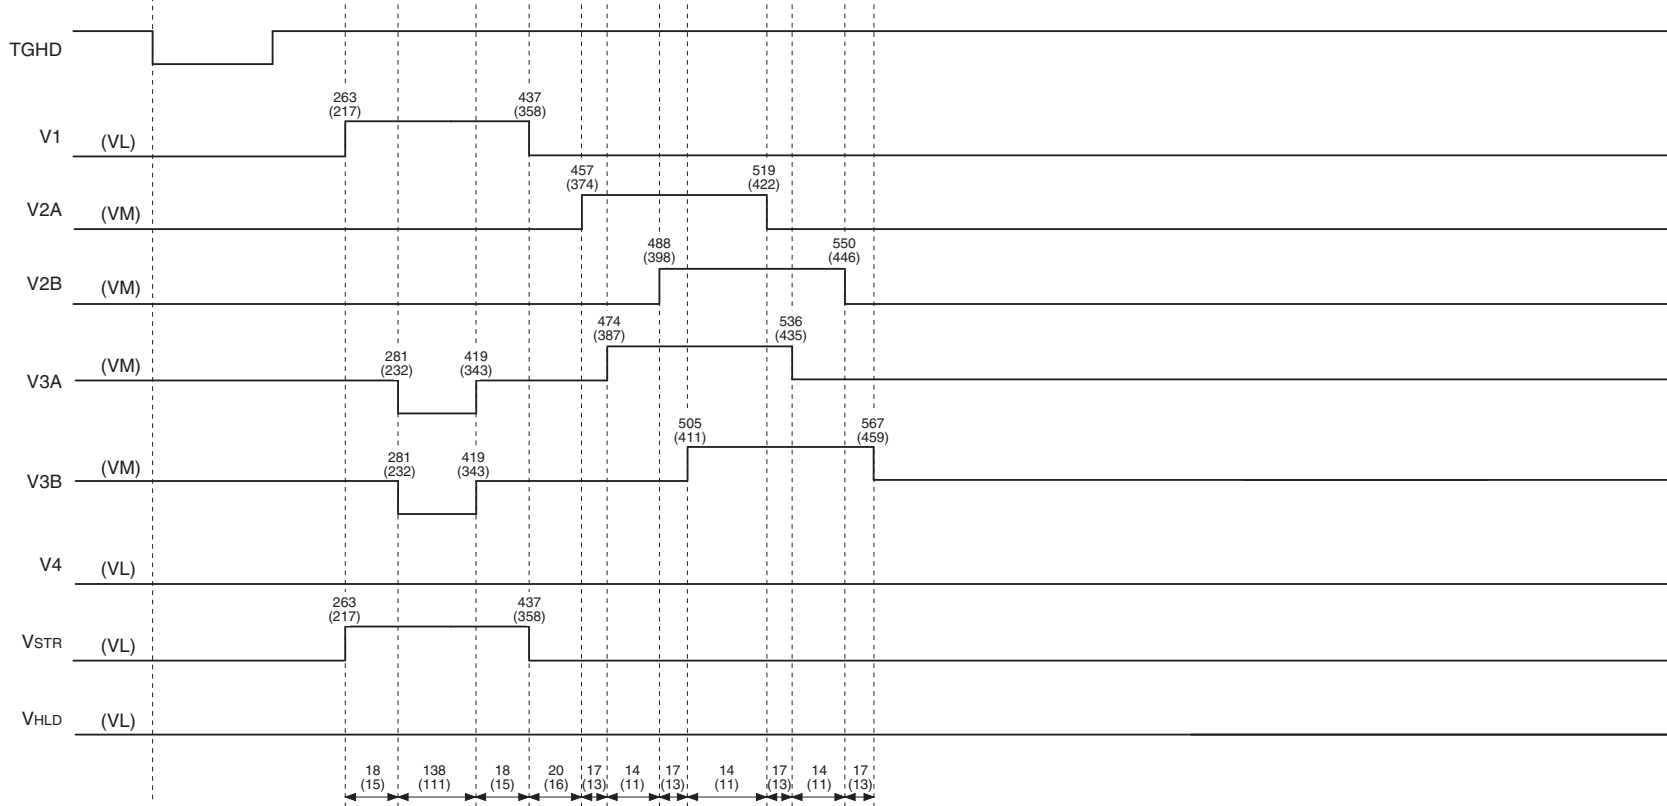 TGHD
263
(217)
437
(358)
V1 (VL)
457
(374)
519
(422)
V2A (VM)
488
(398)
550
(446)
V2B (VM)
474
(387)
536
(435)
(VM)
281
(232)
419
(343)
V3A
505
(411)
567
(459)
(VM)
281
(232)
419
(343)
V3B
V4 (VL)
263
(217)
437
(358)
VSTR (VL)
VHLD (VL)
18 138 18 20 17 14 17 14 17 14 17
(15) (111) (15) (16) (13) (11) (13) (11) (13) (11) (13)